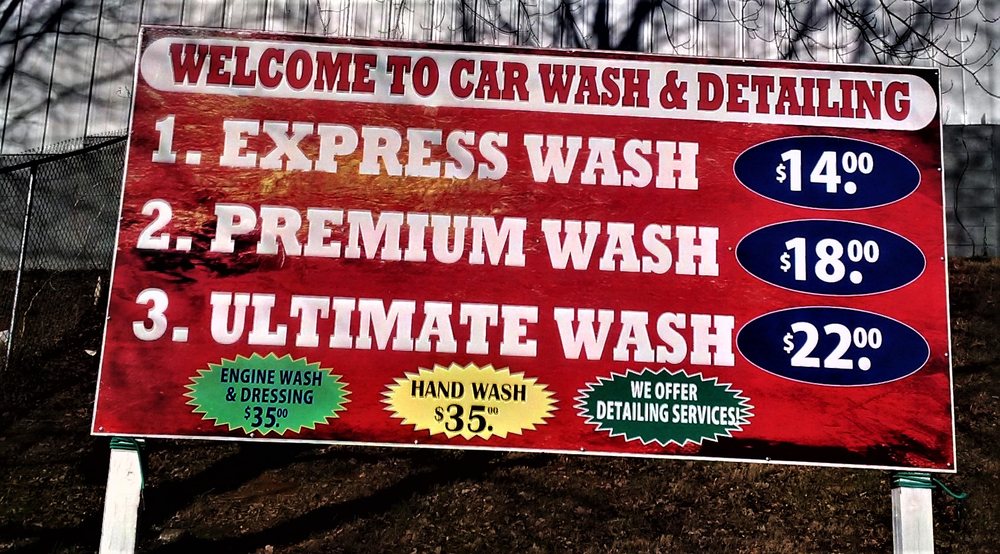 WELCOME TO CAR WASH & DETAILING
1. EXPRESS WASH $14.00
2. PREMIUM WASH $18.00
3. ULTIMATE WASH $22.00
ENGINE WASH
& DRESSING
$35.00
HAND WASH
$35.00
WE OFFER
DETAILING SERVICES!